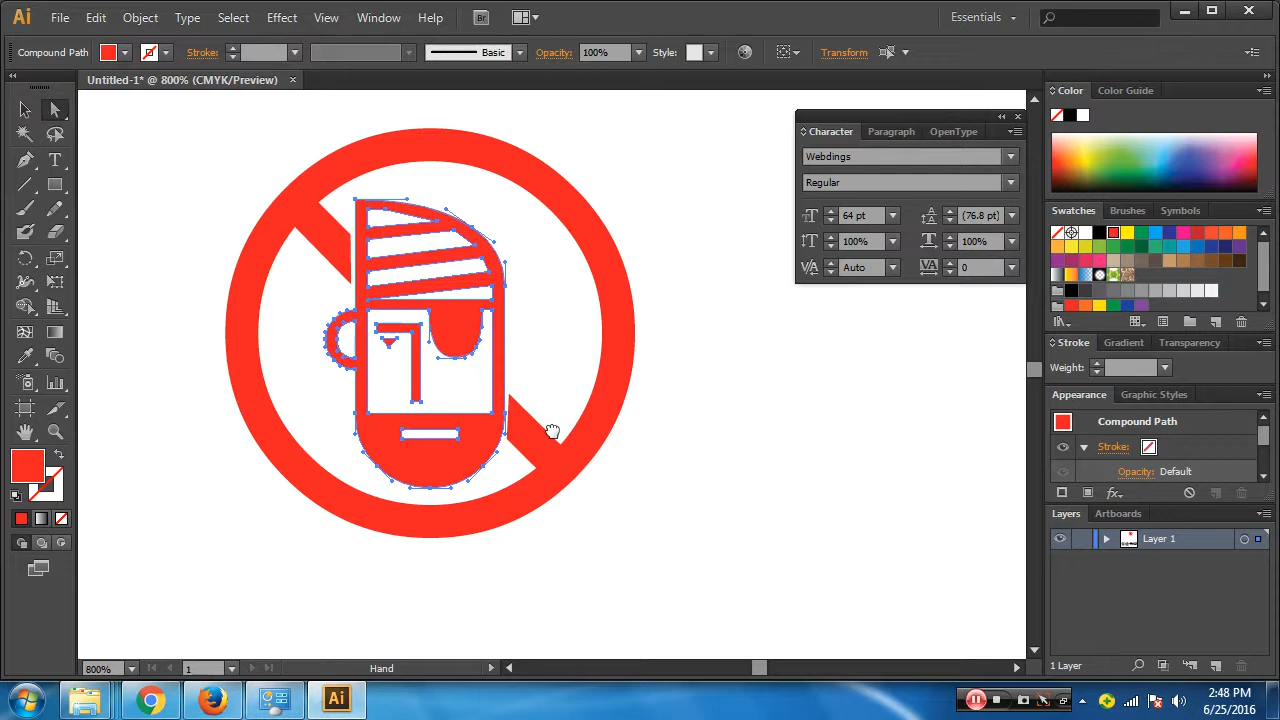 Ai File Edit Object Type Select Effect View Window Help Br Essentials
Compound Path Stroke: Basic Opacity: 100% Style: Transform
Untitled-1* @ 800% (CMYK/Preview)
Color Color Guide
Character Paragraph OpenType
Webdings
Regular
64 pt (76.8 pt)
100% 100%
Auto 0
Swatches Brushes Symbols
Stroke Gradient Transparency
Weight:
Appearance Graphic Styles
Compound Path
Stroke:
Opacity: Default
fx
Layers Artboards
Layer 1
1 Layer
800% 1 Hand
Ai
2:48 PM
6/25/2016